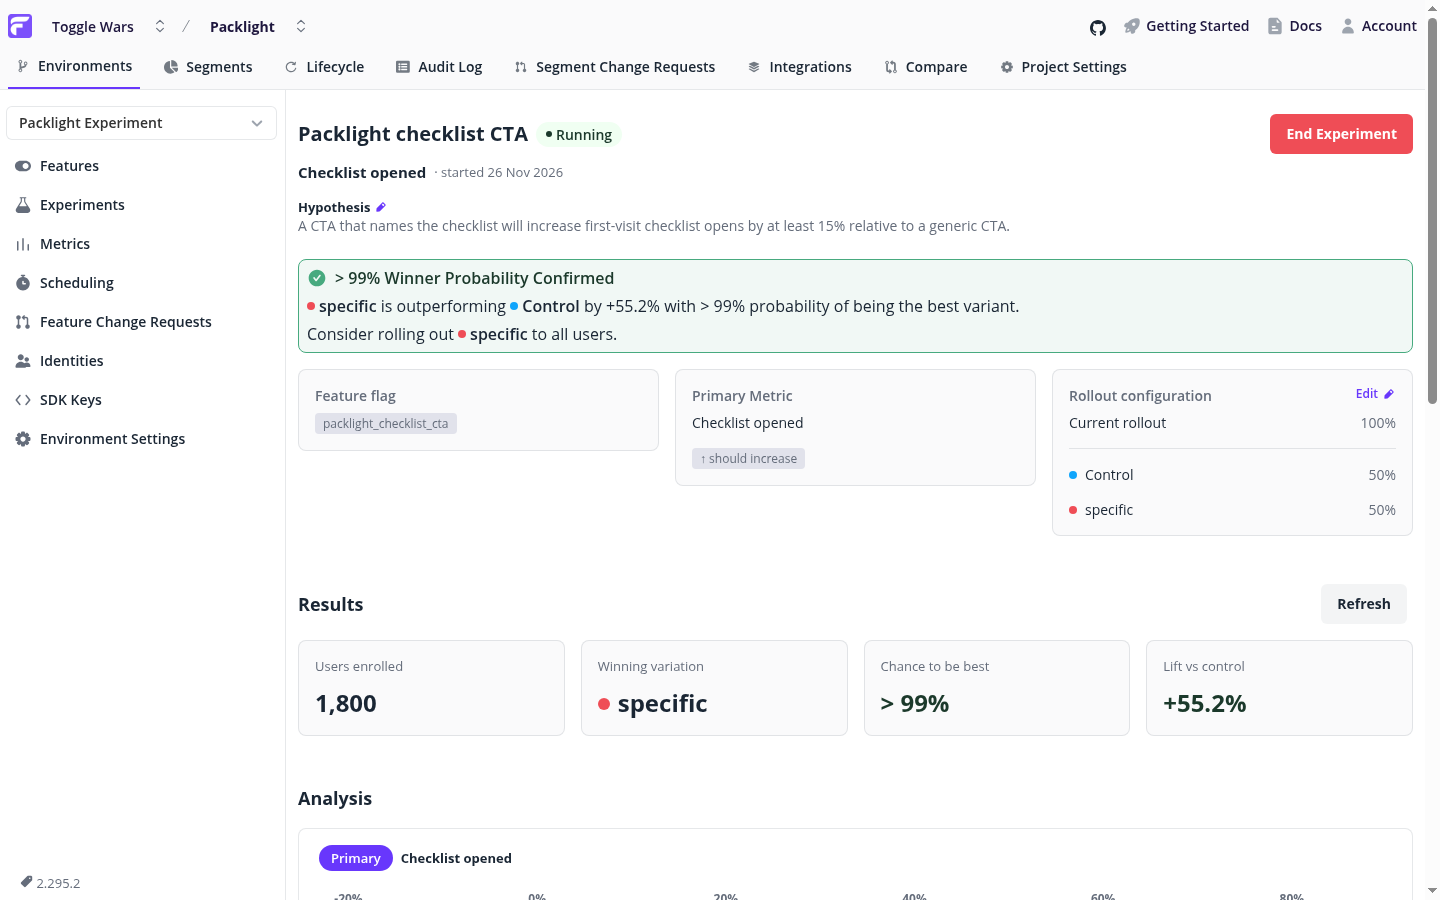 Toggle Wars / Packlight
Getting Started Docs Account
Environments Segments Lifecycle Audit Log Segment Change Requests Integrations Compare Project Settings
Packlight Experiment
Features
Experiments
Metrics
Scheduling
Feature Change Requests
Identities
SDK Keys
Environment Settings
2.295.2
Packlight checklist CTA Running
End Experiment
Checklist opened · started 26 Nov 2026
Hypothesis
A CTA that names the checklist will increase first-visit checklist opens by at least 15% relative to a generic CTA.
> 99% Winner Probability Confirmed
specific is outperforming Control by +55.2% with > 99% probability of being the best variant.
Consider rolling out specific to all users.
Feature flag
packlight_checklist_cta
Primary Metric
Checklist opened
↑ should increase
Rollout configuration Edit
Current rollout 100%
Control 50%
specific 50%
Results
Refresh
Users enrolled
1,800
Winning variation
specific
Chance to be best
> 99%
Lift vs control
+55.2%
Analysis
Primary Checklist opened
-20% 0% 20% 40% 60% 80%